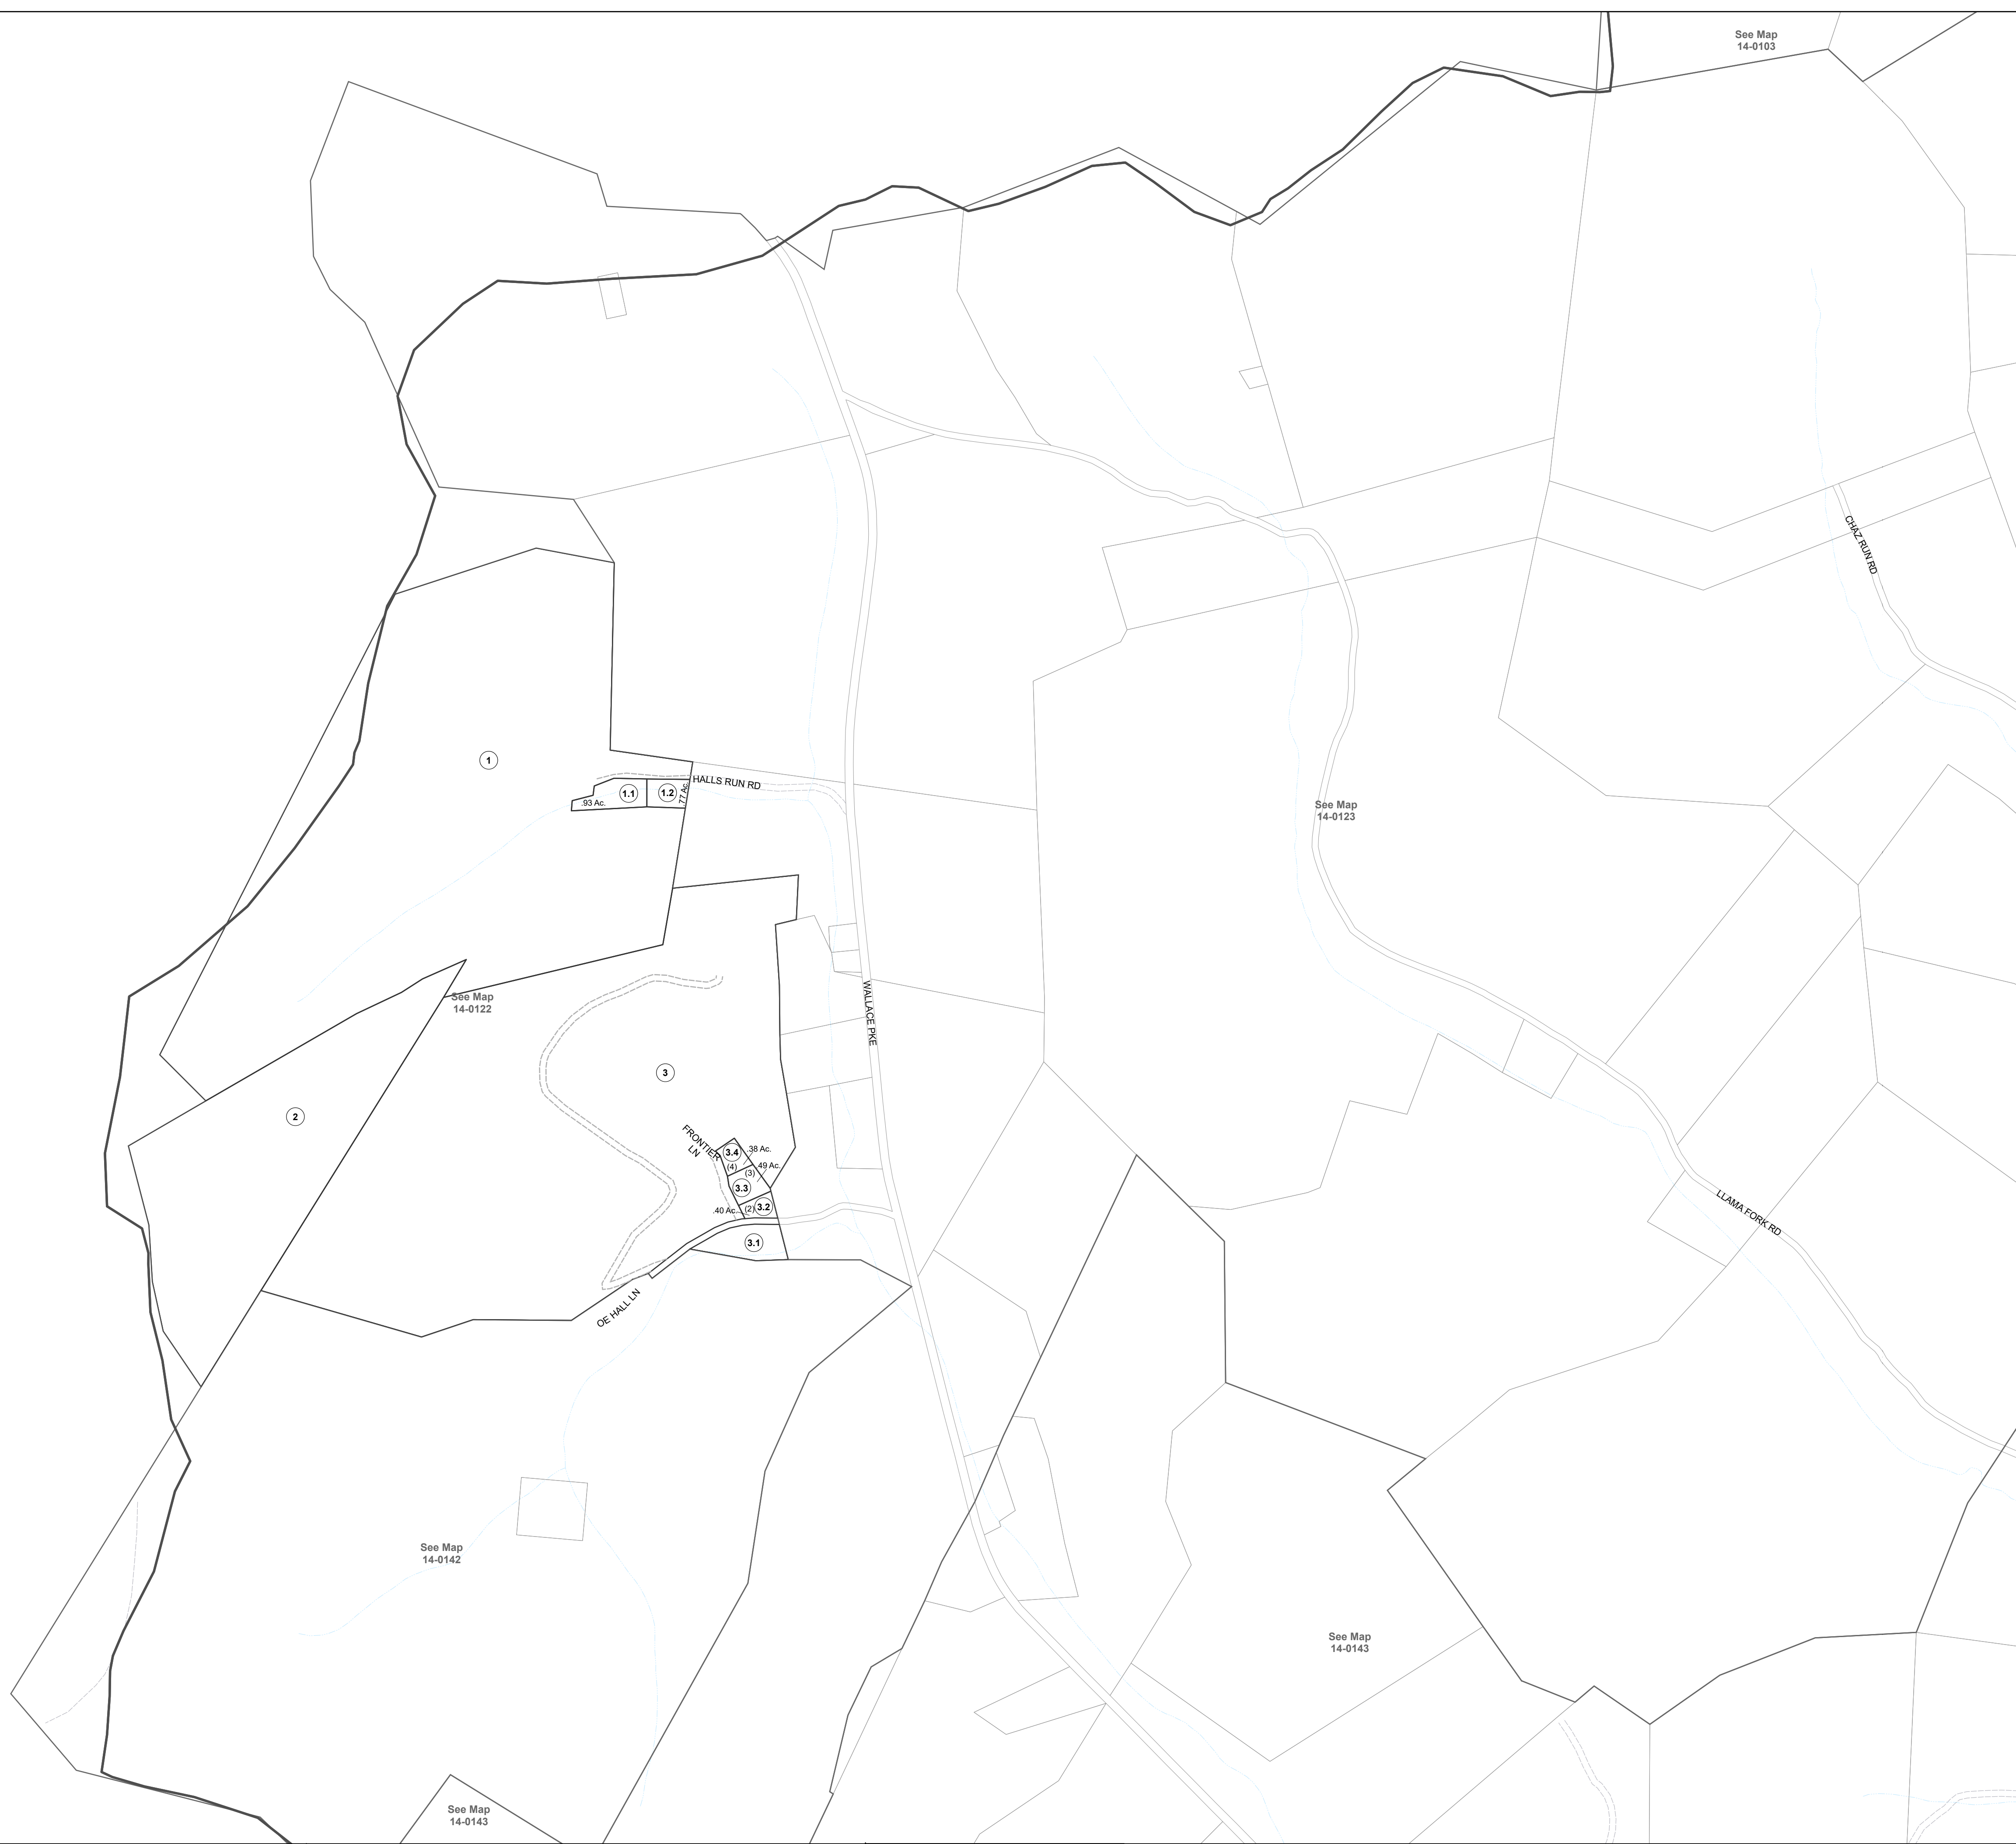 See Map
14-0103
CHAZ RUN RD
1
HALLS RUN RD
1.1
1.2
.93 Ac.
.77 Ac.
See Map
14-0123
See Map
14-0122
WALLACE PKE
3
2
FRONTIER
LN
3.4
.38 Ac.
(4)
(3)
.49 Ac.
3.3
.40 Ac.
(2)
3.2
3.1
LLAMA FORK RD
OE HALL LN
See Map
14-0142
See Map
14-0143
See Map
14-0143